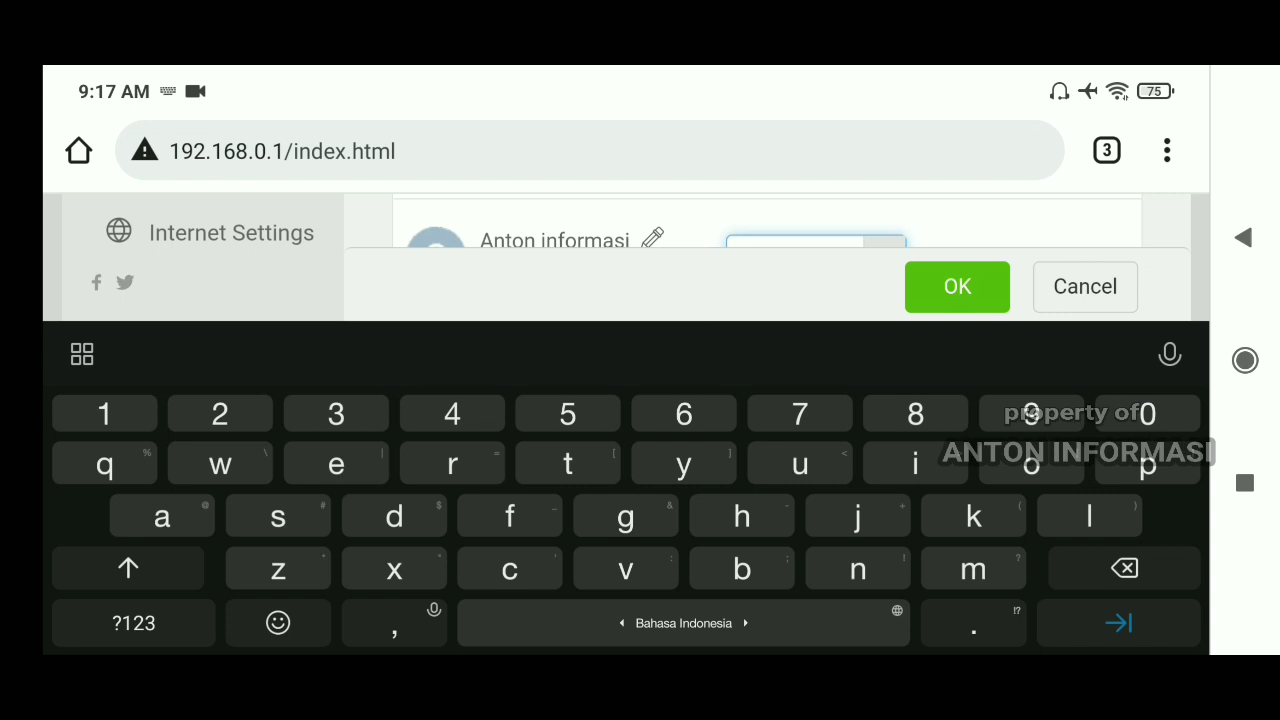 9:17 AM
75
192.168.0.1/index.html
3
Internet Settings
Anton informasi
OK
Cancel
1 2 3 4 5 6 7 8 9 0
property of
q w e r t y u i o p
% \ | = [ ] <
ANTON INFORMASI
a s d f g h j k l
@ # $ _ & - + ( )
z x c v b n m
* " ' : ; ! ?
?123
,
Bahasa Indonesia
.
!?